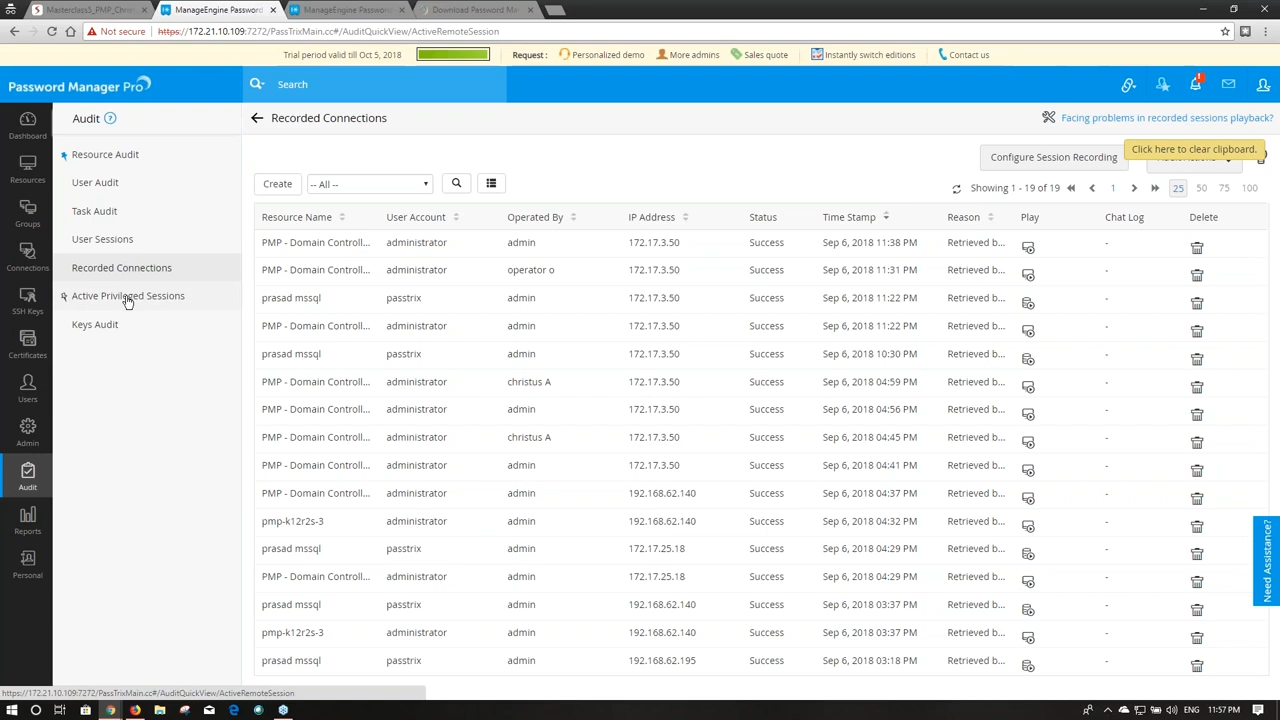 MasterclassS_PMP_Chris
ManageEngine Password
ManageEngine PMP
Download Password Ma
Not secure https://172.21.10.109:7272/PassTrixMain.cc#/AuditQuickView/ActiveRemoteSession
Trial period valid till Oct 5, 2018 Request : Personalized demo More admins Sales quote Instantly switch editions Contact us
Password Manager Pro Search
Dashboard
Resources
Groups
Connections
SSH Keys
Certificates
Users
Admin
Audit
Reports
Personal
Audit ?
Resource Audit
User Audit
Task Audit
User Sessions
Recorded Connections
Active Privileged Sessions
Keys Audit
Recorded Connections
Facing problems in recorded sessions playback?
Configure Session Recording
Click here to clear clipboard.
Create -- All --
Showing 1 - 19 of 19 1 25 50 75 100
Resource Name User Account Operated By IP Address Status Time Stamp Reason Play Chat Log Delete
PMP - Domain Controll... administrator admin 172.17.3.50 Success Sep 6, 2018 11:38 PM Retrieved b... -
PMP - Domain Controll... administrator operator o 172.17.3.50 Success Sep 6, 2018 11:31 PM Retrieved b... -
prasad mssql passtrix admin 172.17.3.50 Success Sep 6, 2018 11:22 PM Retrieved b... -
PMP - Domain Controll... administrator admin 172.17.3.50 Success Sep 6, 2018 11:22 PM Retrieved b... -
prasad mssql passtrix admin 172.17.3.50 Success Sep 6, 2018 10:30 PM Retrieved b... -
PMP - Domain Controll... administrator christus A 172.17.3.50 Success Sep 6, 2018 04:59 PM Retrieved b... -
PMP - Domain Controll... administrator admin 172.17.3.50 Success Sep 6, 2018 04:56 PM Retrieved b... -
PMP - Domain Controll... administrator christus A 172.17.3.50 Success Sep 6, 2018 04:45 PM Retrieved b... -
PMP - Domain Controll... administrator admin 172.17.3.50 Success Sep 6, 2018 04:41 PM Retrieved b... -
PMP - Domain Controll... administrator admin 192.168.62.140 Success Sep 6, 2018 04:37 PM Retrieved b... -
pmp-k12r2s-3 administrator admin 192.168.62.140 Success Sep 6, 2018 04:32 PM Retrieved b... -
prasad mssql passtrix admin 172.17.25.18 Success Sep 6, 2018 04:29 PM Retrieved b... -
PMP - Domain Controll... administrator admin 172.17.25.18 Success Sep 6, 2018 04:29 PM Retrieved b... -
prasad mssql passtrix admin 192.168.62.140 Success Sep 6, 2018 03:37 PM Retrieved b... -
pmp-k12r2s-3 administrator admin 192.168.62.140 Success Sep 6, 2018 03:37 PM Retrieved b... -
prasad mssql passtrix admin 192.168.62.195 Success Sep 6, 2018 03:18 PM Retrieved b... -
Need Assistance?
https://172.21.10.109:7272/PassTrixMain.cc#/AuditQuickView/ActiveRemoteSession
ENG 11:57 PM